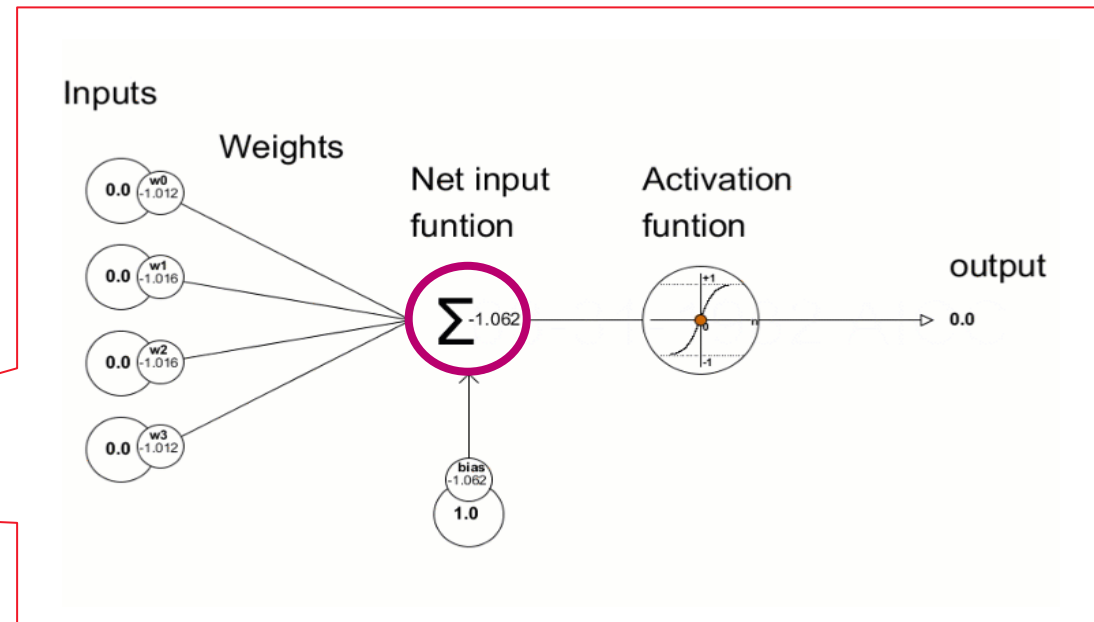 Inputs
Weights
Net input
funtion
Activation
funtion
output
0.0
w0
-1.012
0.0
w1
-1.016
0.0
w2
-1.016
0.0
w3
-1.012
Σ -1.062
+1
0
-1
0.0
bias
-1.062
1.0